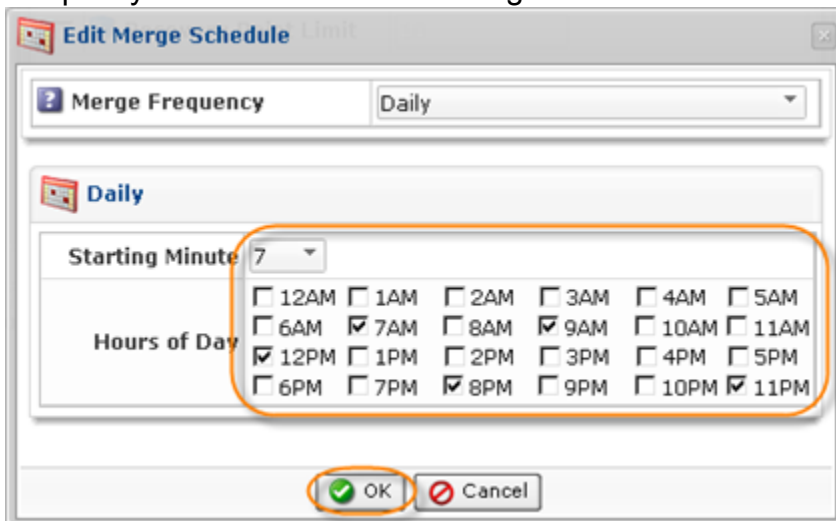 Edit Merge Schedule
Merge Frequency Daily
Daily
Starting Minute 7
12AM 1AM 2AM 3AM 4AM 5AM
6AM 7AM 8AM 9AM 10AM 11AM
Hours of Day
12PM 1PM 2PM 3PM 4PM 5PM
6PM 7PM 8PM 9PM 10PM 11PM
OK Cancel